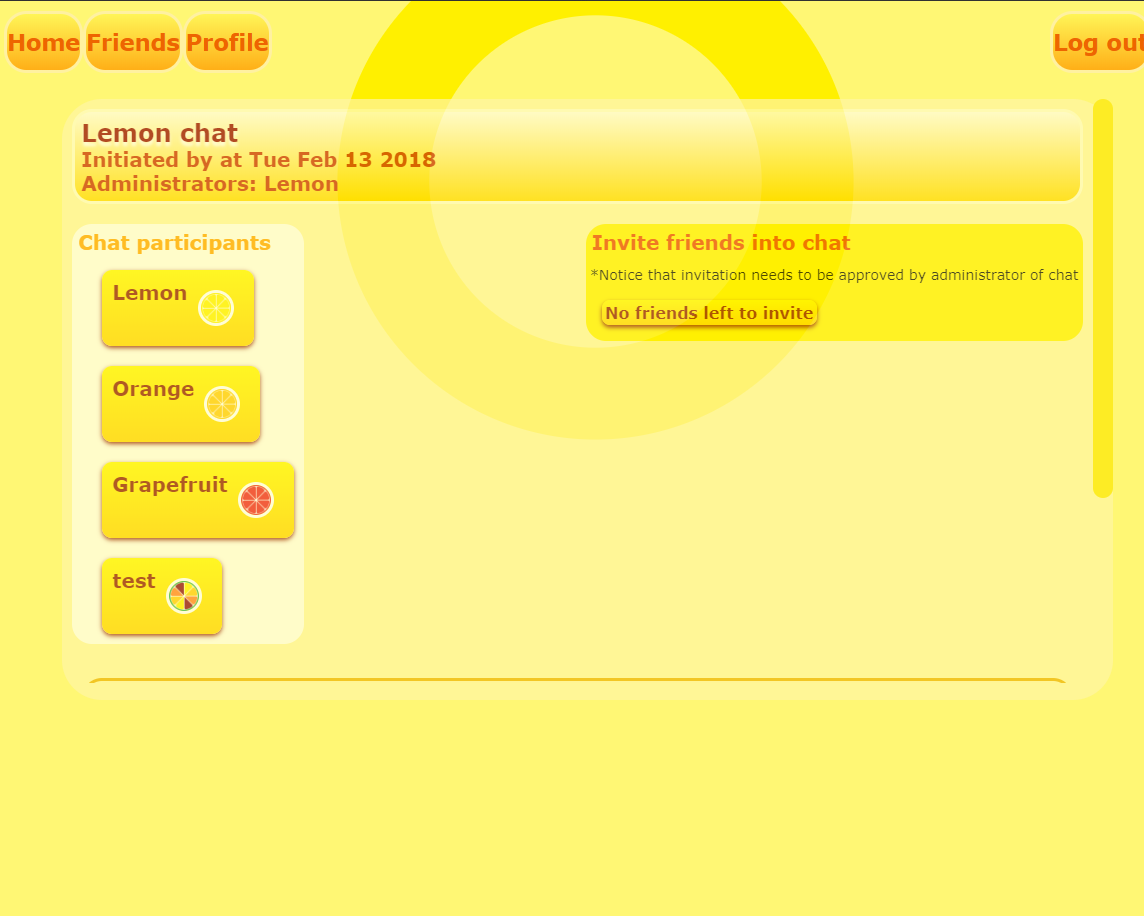 Home Friends Profile Log out
Lemon chat
Initiated by at Tue Feb 13 2018
Administrators: Lemon
Chat participants
Lemon
Orange
Grapefruit
test
Invite friends into chat
*Notice that invitation needs to be approved by administrator of chat
No friends left to invite